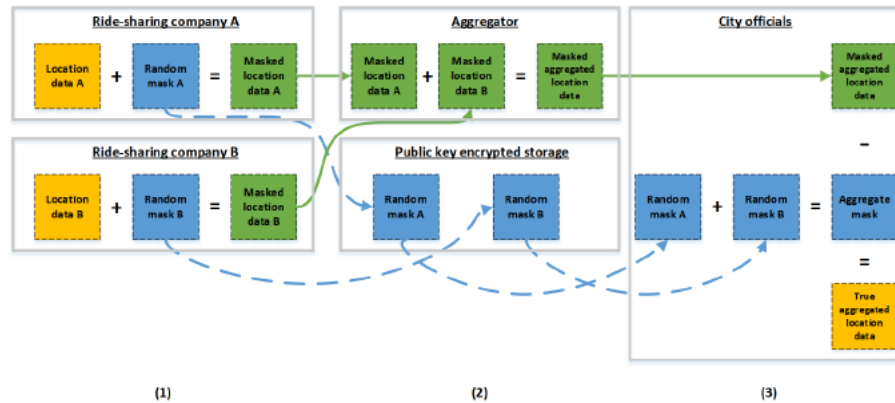 Ride-sharing company A
Location
data A
+
Random
mask A
=
Masked
location
data A
Ride-sharing company B
Location
data B
+
Random
mask B
=
Masked
location
data B
(1)
Aggregator
Masked
location
data A
+
Masked
location
data B
=
Masked
aggregated
location
data
Public key encrypted storage
Random
mask A
Random
mask B
(2)
City officials
Masked
aggregated
location
data
-
Random
mask A
+
Random
mask B
=
Aggregate
mask
=
True
aggregated
location
data
(3)